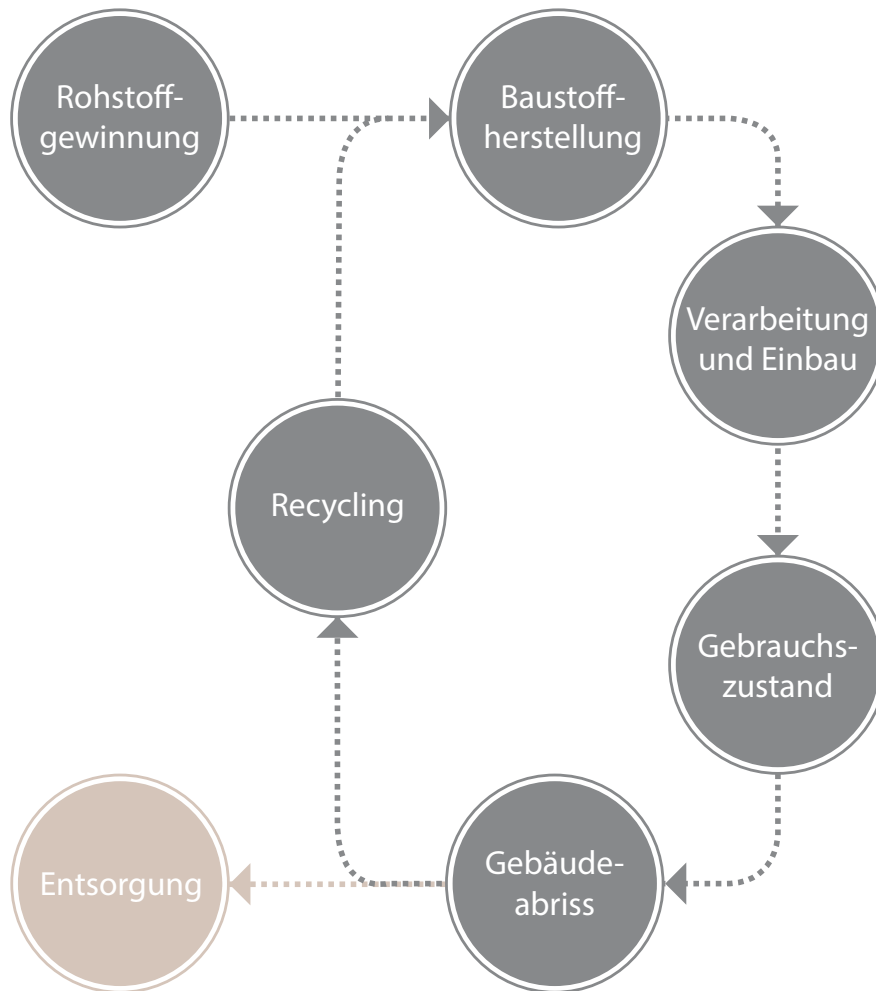 Rohstoff-
gewinnung
Baustoff-
herstellung
Verarbeitung
und Einbau
Recycling
Gebrauchs-
zustand
Entsorgung
Gebäude-
abriss